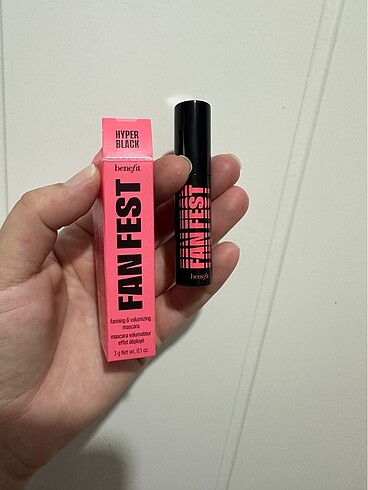 HYPER
BLACK
benefit
FAN FEST
fanning & volumizing
mascara
mascara volumateur
effet déployé
3 g Net wt. 0.1 oz.
FAN FEST
benefit